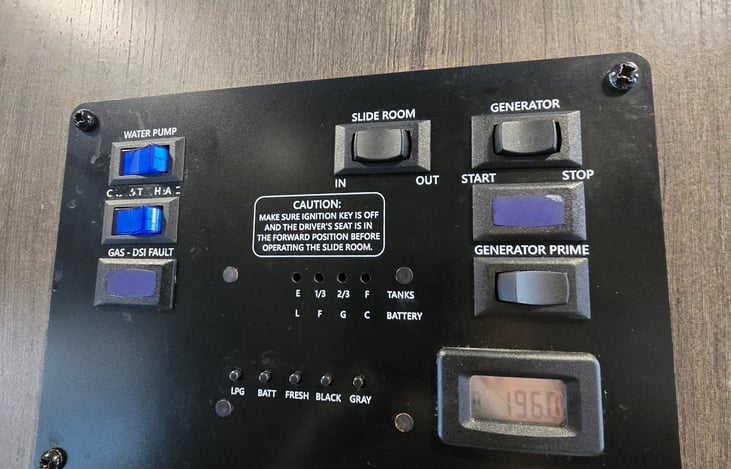 WATER PUMP
GAS - DSI FAULT
SLIDE ROOM
IN OUT
CAUTION:
MAKE SURE IGNITION KEY IS OFF
AND THE DRIVER'S SEAT IS IN
THE FORWARD POSITION BEFORE
OPERATING THE SLIDE ROOM.
GENERATOR
START STOP
GENERATOR PRIME
E 1/3 2/3 F TANKS
L F G C BATTERY
LPG BATT FRESH BLACK GRAY
196.0